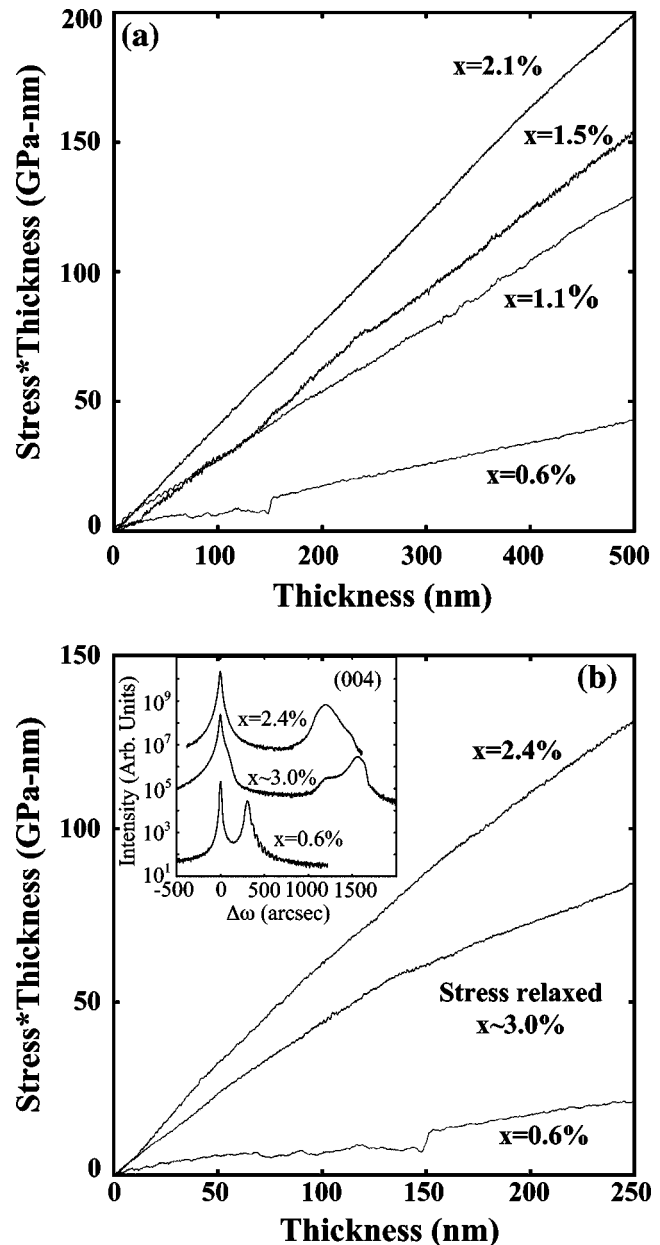 (a)
200
150
100
50
0
Stress*Thickness (GPa-nm)
x=2.1%
x=1.5%
x=1.1%
x=0.6%
0 100 200 300 400 500
Thickness (nm)
(b)
150
100
50
0
Stress*Thickness (GPa-nm)
(004)
Intensity (Arb. Units)
10⁹
10⁷
10⁵
10³
10¹
x=2.4%
x~3.0%
x=0.6%
-500 0 500 1000 1500
Δω (arcsec)
x=2.4%
Stress relaxed
x~3.0%
x=0.6%
0 50 100 150 200 250
Thickness (nm)